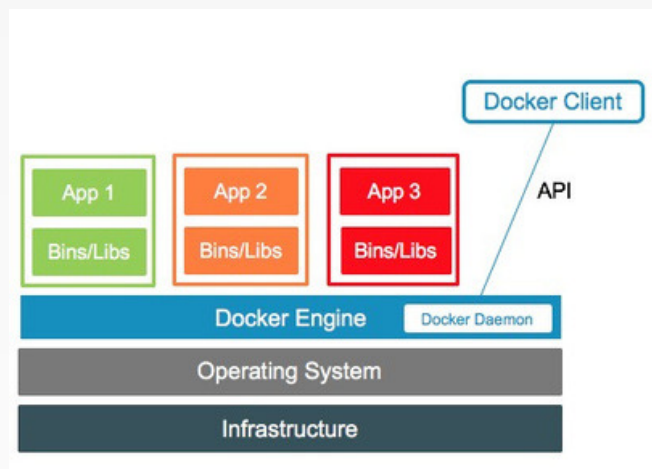 Docker Client
API
App 1
App 2
App 3
Bins/Libs
Bins/Libs
Bins/Libs
Docker Engine
Docker Daemon
Operating System
Infrastructure